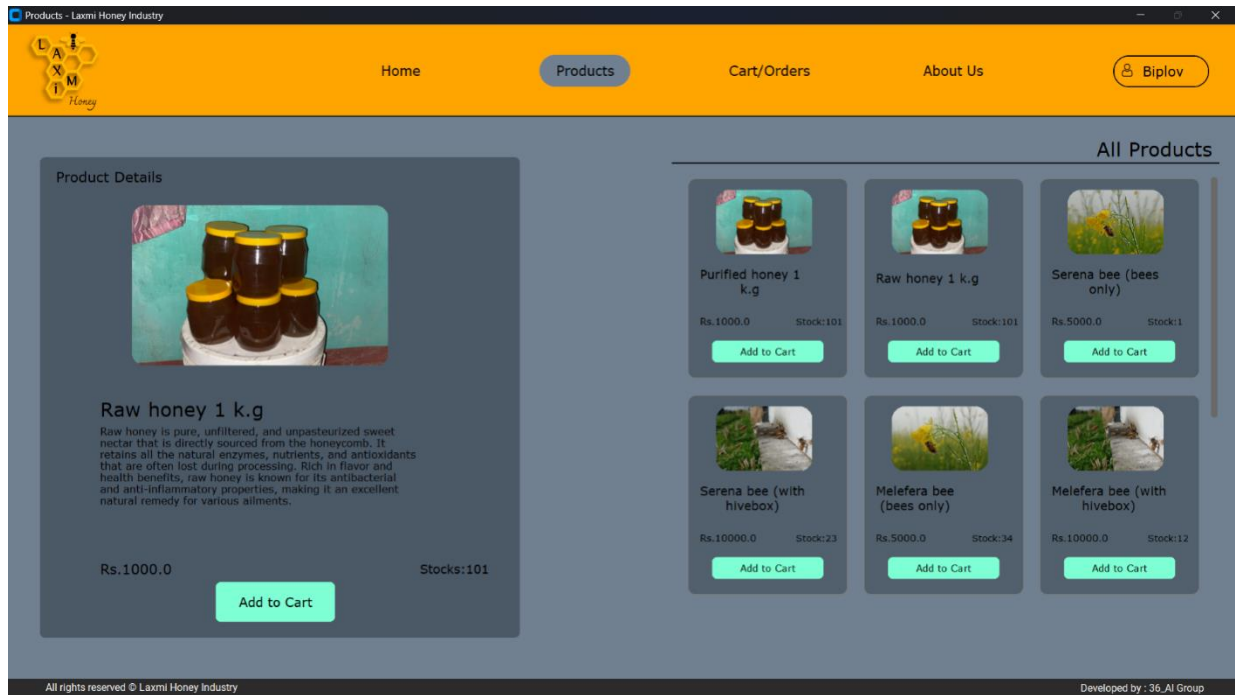 Products - Laxmi Honey Industry
L
A
X
M
I
Honey
Home
Products
Cart/Orders
About Us
Biplov
Product Details
Raw honey 1 k.g
Raw honey is pure, unfiltered, and unpasteurized sweet
nectar that is directly sourced from the honeycomb. It
retains all the natural enzymes, nutrients, and antioxidants
that are often lost during processing. Rich in flavor and
health benefits, raw honey is known for its antibacterial
and anti-inflammatory properties, making it an excellent
natural remedy for various ailments.
Rs.1000.0
Stocks:101
Add to Cart
All Products
Purified honey 1
k.g
Rs.1000.0
Stock:101
Add to Cart
Raw honey 1 k.g
Rs.1000.0
Stock:101
Add to Cart
Serena bee (bees
only)
Rs.5000.0
Stock:1
Add to Cart
Serena bee (with
hivebox)
Rs.10000.0
Stock:23
Add to Cart
Melefera bee
(bees only)
Rs.5000.0
Stock:34
Add to Cart
Melefera bee (with
hivebox)
Rs.10000.0
Stock:12
Add to Cart
All rights reserved © Laxmi Honey Industry
Developed by : 36_AI Group